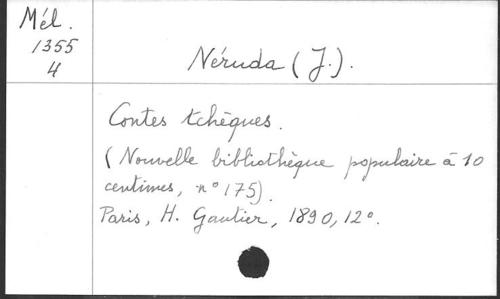 Mél.
1355
4
Néruda (J.).
Contes tchèques.
(Nouvelle bibliothèque populaire à 10
centimes, n° 175).
Paris, H. Gautier, 1890, 12°.